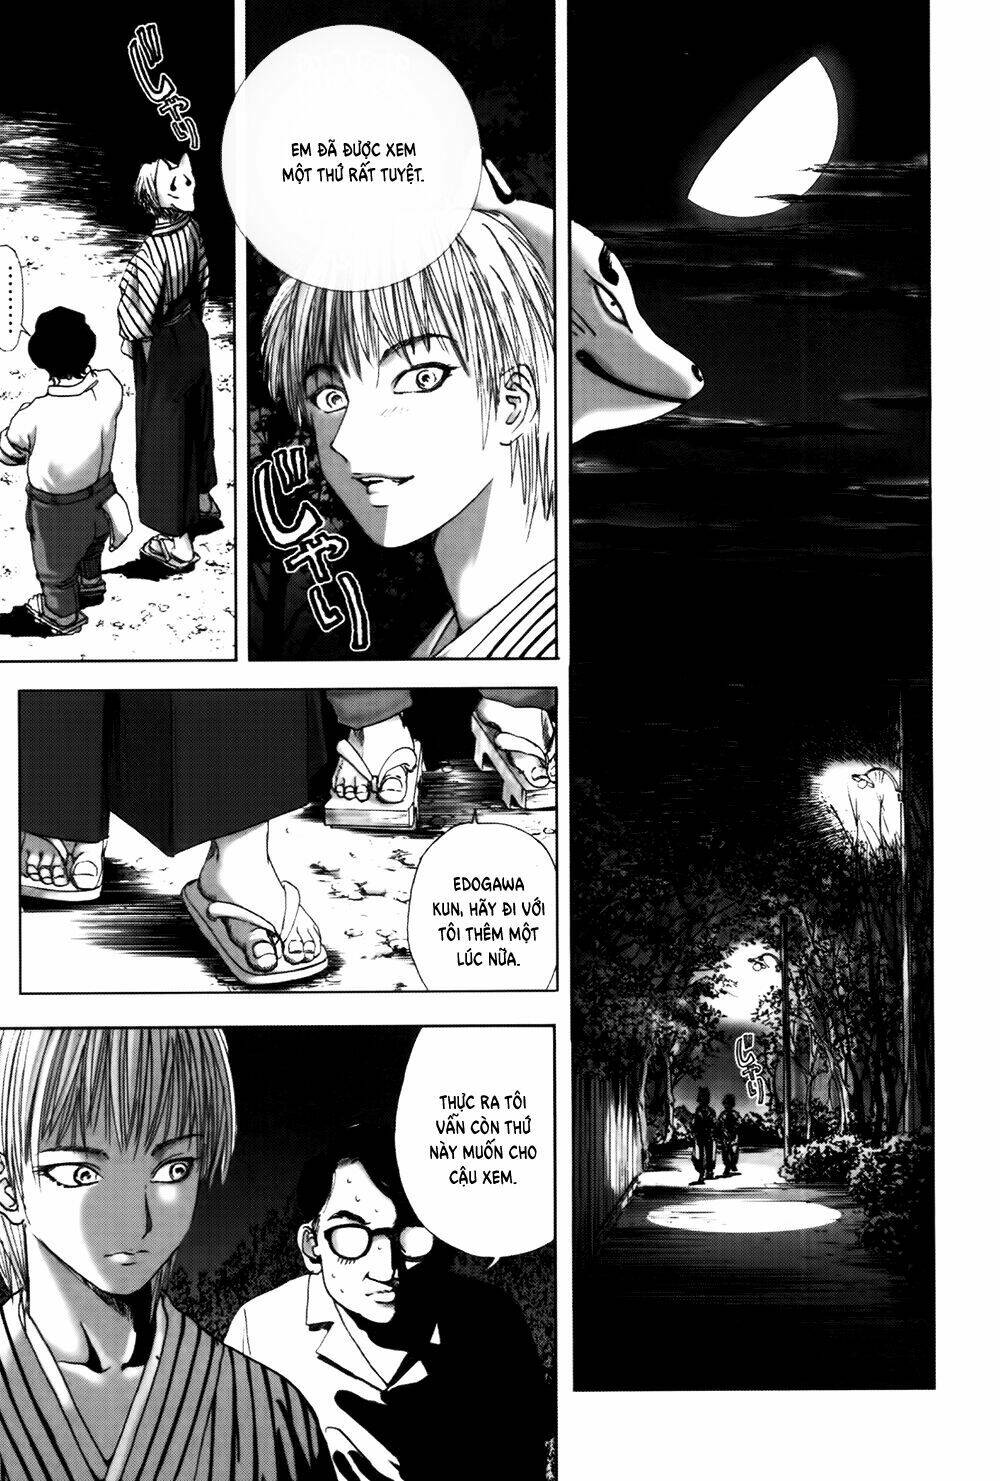 じゃり
EM ĐÃ ĐƯỢC XEM
MỘT THỨ RẤT TUYỆT.
じゃり
じゃり
........
EDOGAWA
KUN, HÃY ĐI VỚI
TÔI THÊM MỘT
LÚC NỮA.
THỰC RA TÔI
VẪN CÒN THỨ
NÀY MUỐN CHO
CẬU XEM.